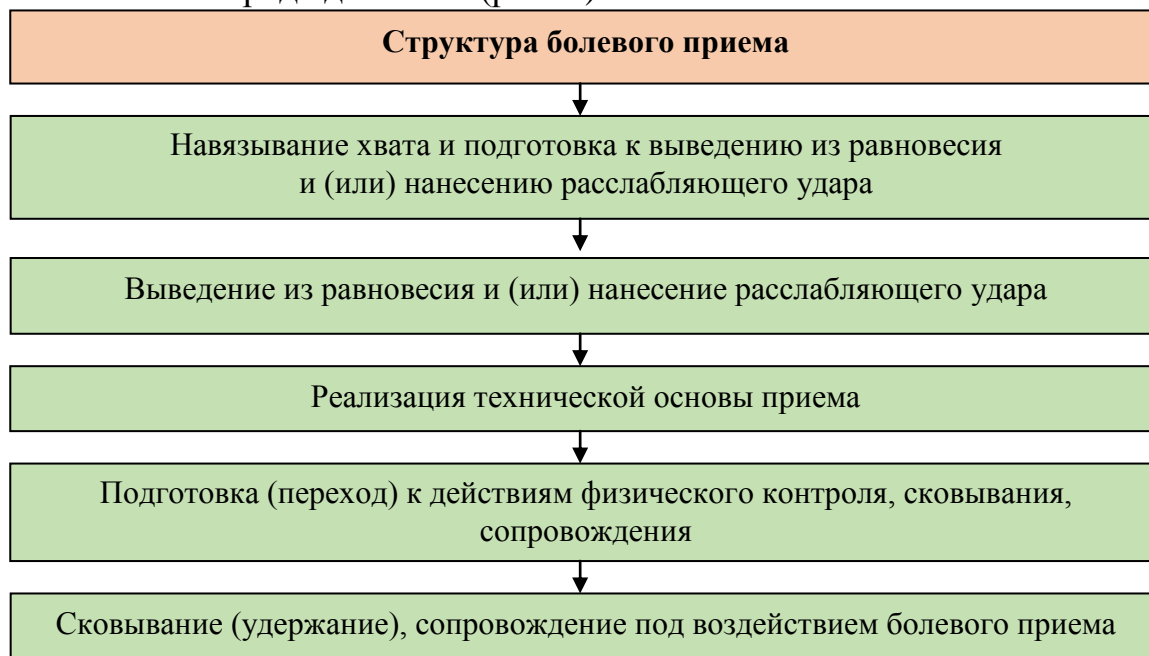 Структура болевого приема
Навязывание хвата и подготовка к выведению из равновесия
и (или) нанесению расслабляющего удара
Выведение из равновесия и (или) нанесение расслабляющего удара
Реализация технической основы приема
Подготовка (переход) к действиям физического контроля, сковывания,
сопровождения
Сковывание (удержание), сопровождение под воздействием болевого приема